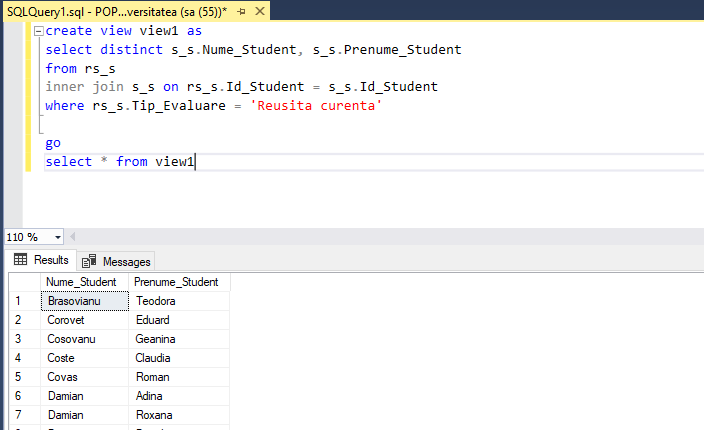 SQLQuery1.sql - POP...versitatea (sa (55))*
create view view1 as
select distinct s_s.Nume_Student, s_s.Prenume_Student
from rs_s
inner join s_s on rs_s.Id_Student = s_s.Id_Student
where rs_s.Tip_Evaluare = 'Reusita curenta'
go
select * from view1
110 %
Results Messages
Nume_Student Prenume_Student
1 Brasovianu Teodora
2 Corovet Eduard
3 Cosovanu Geanina
4 Coste Claudia
5 Covas Roman
6 Damian Adina
7 Damian Roxana